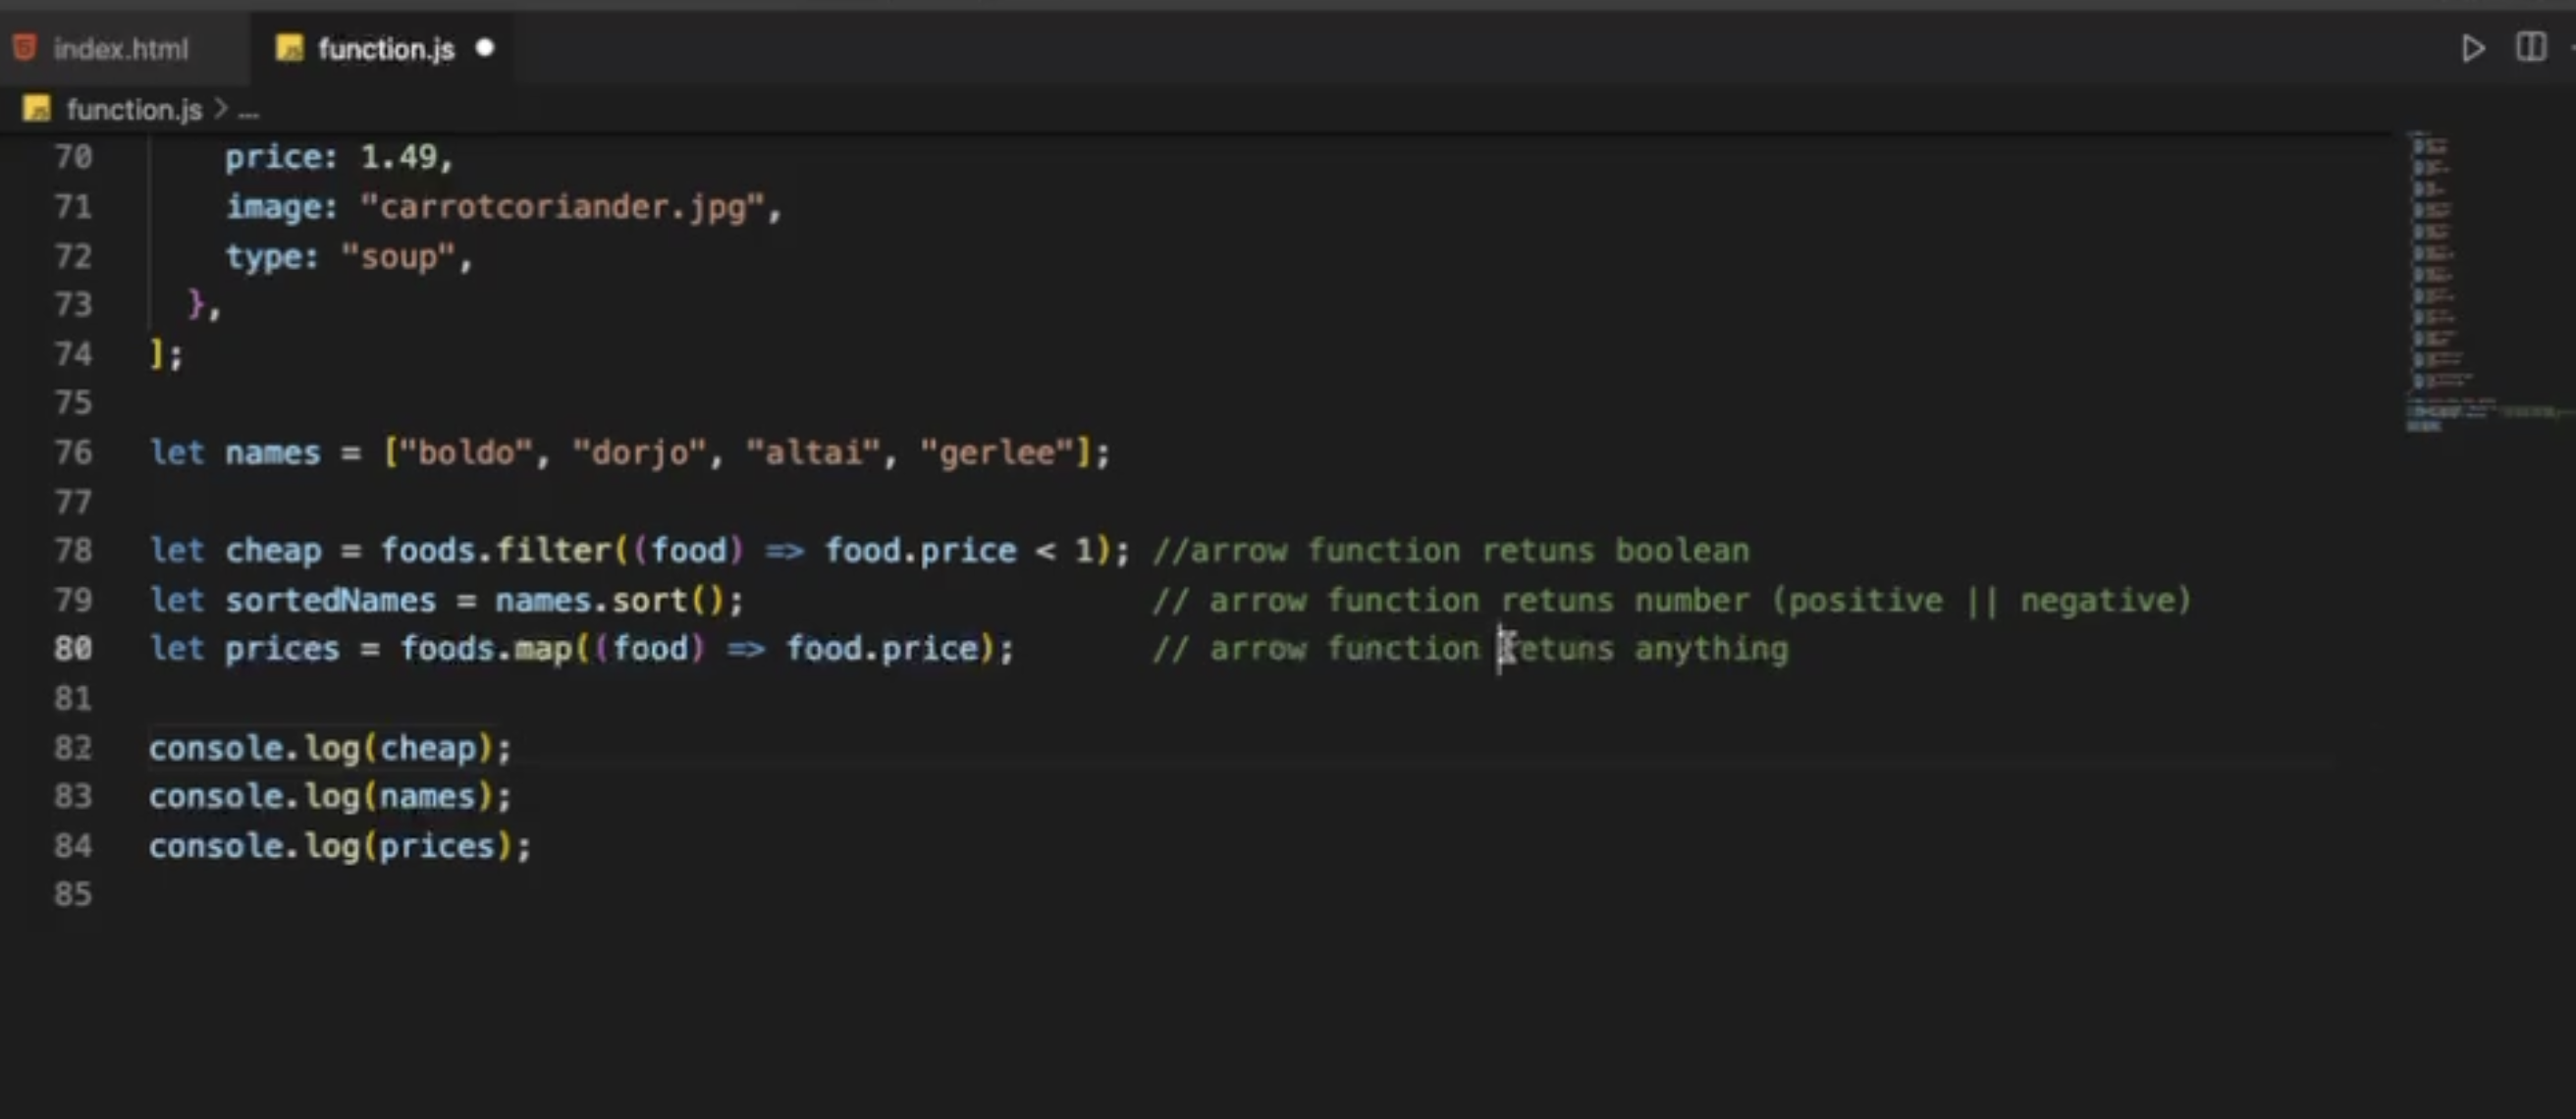 index.html
function.js
function.js > ...
70 price: 1.49,
71 image: "carrotcoriander.jpg",
72 type: "soup",
73 },
74 ];
75
76 let names = ["boldo", "dorjo", "altai", "gerlee"];
77
78 let cheap = foods.filter((food) => food.price < 1); //arrow function retuns boolean
79 let sortedNames = names.sort(); // arrow function retuns number (positive || negative)
80 let prices = foods.map((food) => food.price); // arrow function retuns anything
81
82 console.log(cheap);
83 console.log(names);
84 console.log(prices);
85